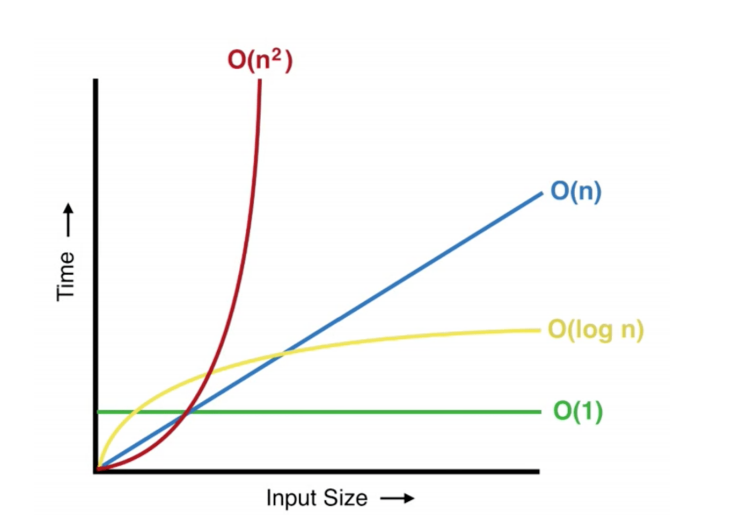 O(n²)
O(n)
Time →
O(log n)
O(1)
Input Size →